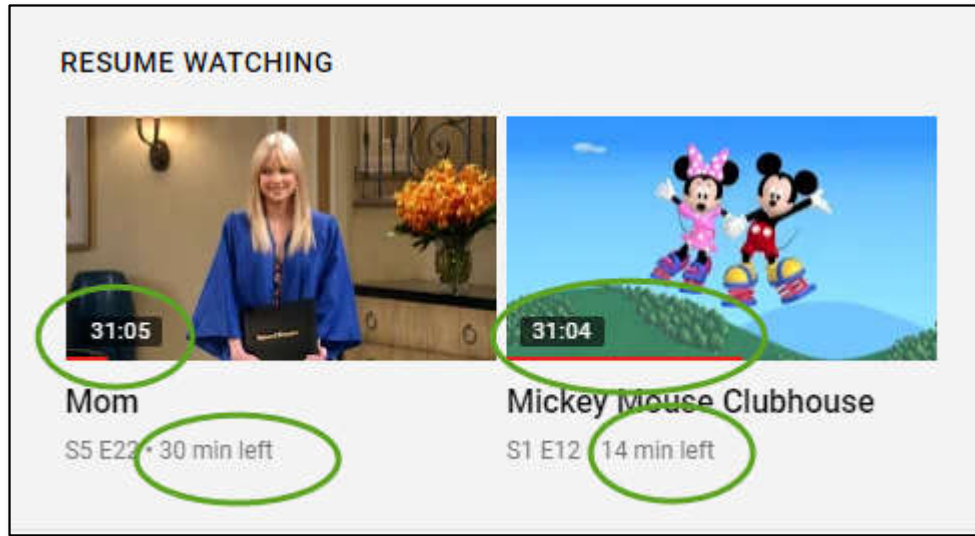 RESUME WATCHING
31:05
31:04
Mom
Mickey Mouse Clubhouse
S5 E22 • 30 min left
S1 E12 14 min left